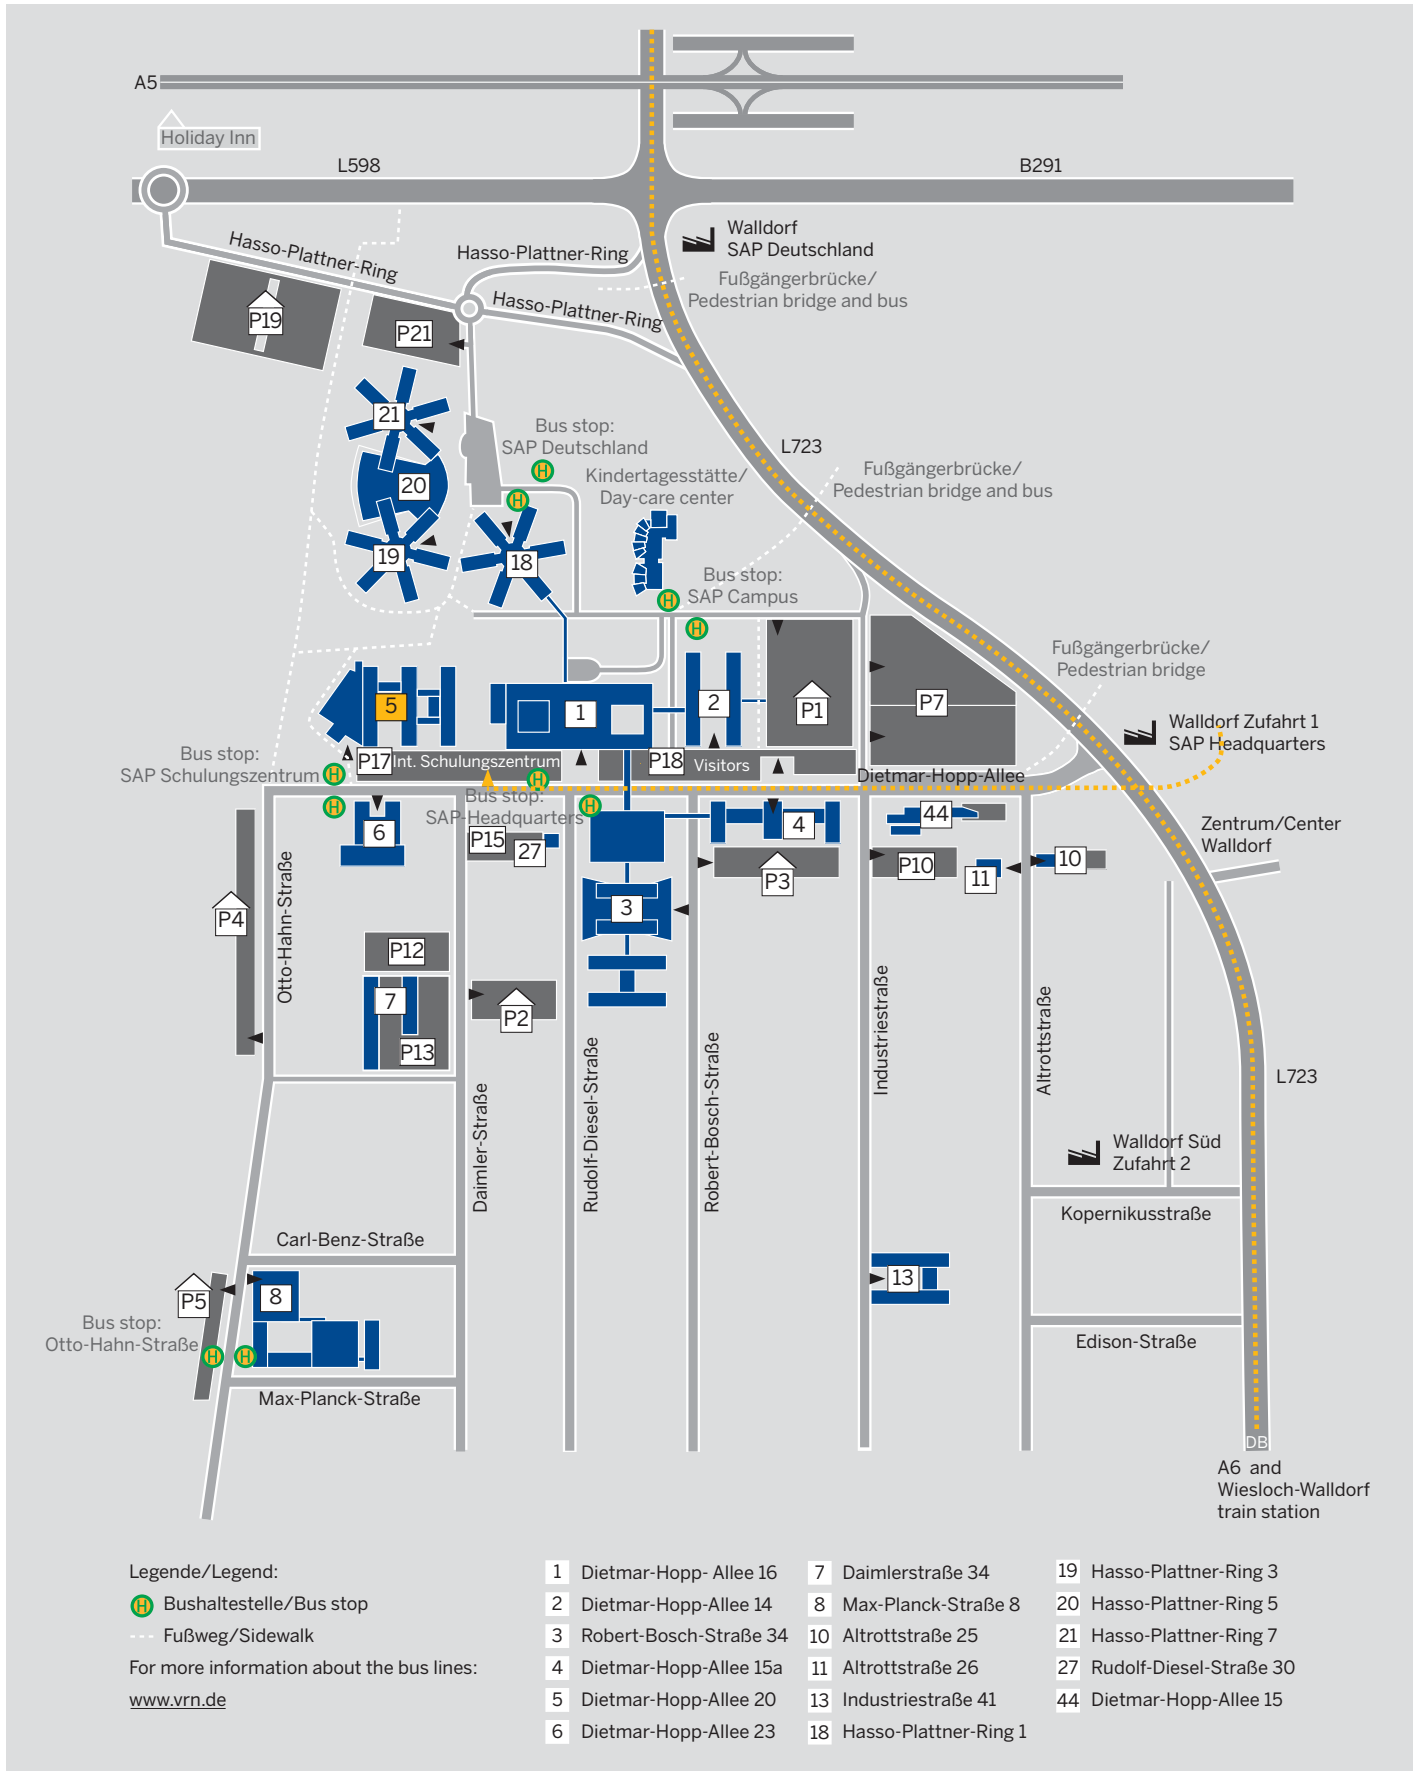 A5
Holiday Inn
L598
B291
Walldorf
SAP Deutschland
Hasso-Plattner-Ring
Hasso-Plattner-Ring
Hasso-Plattner-Ring
Fußgängerbrücke/
Pedestrian bridge and bus
P19
P21
21
20
19
18
Bus stop:
SAP Deutschland
H
H
Kindertagesstätte/
Day-care center
L723
Fußgängerbrücke/
Pedestrian bridge and bus
Bus stop:
SAP Campus
H
H
Fußgängerbrücke/
Pedestrian bridge
5
1
2
P1
P7
Walldorf Zufahrt 1
SAP Headquarters
Bus stop:
SAP Schulungszentrum
H
H
P17
Int. Schulungszentrum
P18
Visitors
Dietmar-Hopp-Allee
H
Bus stop:
SAP-Headquarters
H
6
P15
27
4
44
Zentrum/Center
Walldorf
P3
P10
11
10
P4
Otto-Hahn-Straße
3
P12
7
P13
P2
Daimler-Straße
Rudolf-Diesel-Straße
Robert-Bosch-Straße
Industriestraße
Altrottstraße
L723
Walldorf Süd
Zufahrt 2
Kopernikusstraße
Carl-Benz-Straße
P5
8
13
Bus stop:
Otto-Hahn-Straße
H
H
Edison-Straße
Max-Planck-Straße
DB
A6 and
Wiesloch-Walldorf
train station
Legende/Legend:
H Bushaltestelle/Bus stop
Fußweg/Sidewalk
For more information about the bus lines:
www.vrn.de
1 Dietmar-Hopp- Allee 16
2 Dietmar-Hopp-Allee 14
3 Robert-Bosch-Straße 34
4 Dietmar-Hopp-Allee 15a
5 Dietmar-Hopp-Allee 20
6 Dietmar-Hopp-Allee 23
7 Daimlerstraße 34
8 Max-Planck-Straße 8
10 Altrottstraße 25
11 Altrottstraße 26
13 Industriestraße 41
18 Hasso-Plattner-Ring 1
19 Hasso-Plattner-Ring 3
20 Hasso-Plattner-Ring 5
21 Hasso-Plattner-Ring 7
27 Rudolf-Diesel-Straße 30
44 Dietmar-Hopp-Allee 15